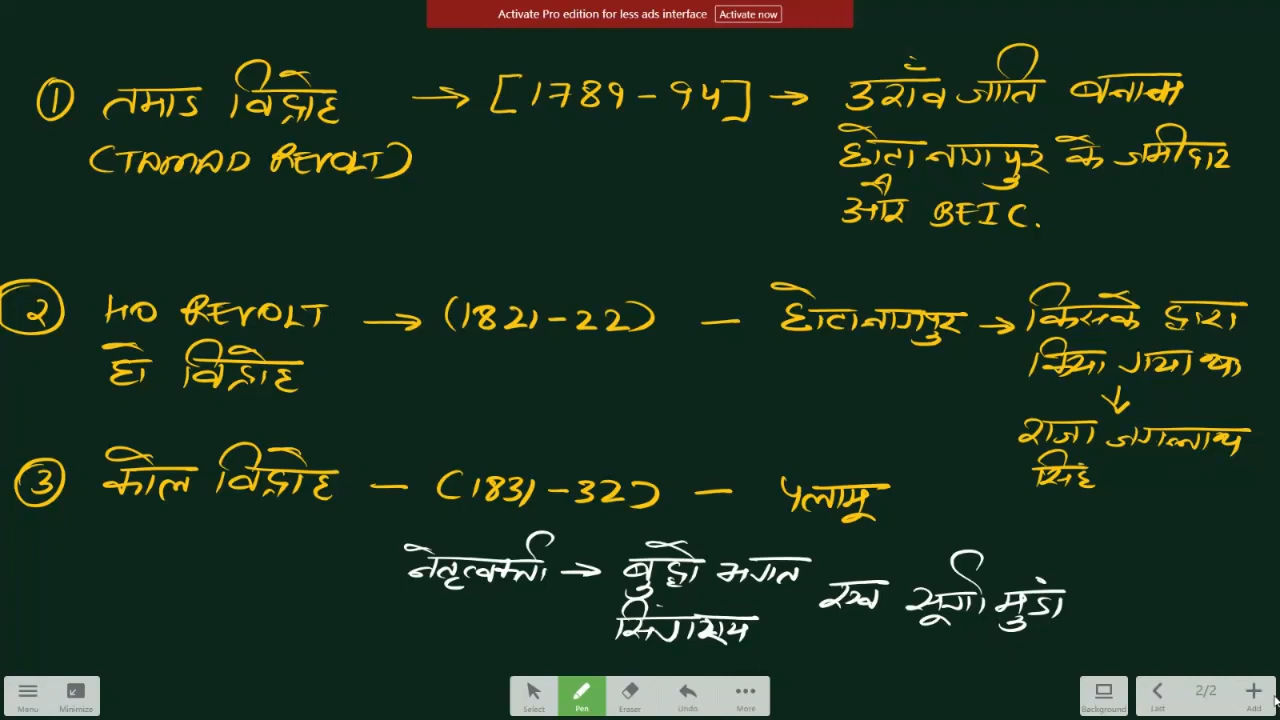 Activate Pro edition for less ads interface Activate now
① तमाड विद्रोह → [1789-94] → उराँव जाति बनाम
(TAMAD REVOLT) छोटानागपुर के जमीदार
और BEIC.
② HO REVOLT → (1821-22) - छोटानागपुर → किसके द्वारा
हो विद्रोह किया गया था
↓
राजा जगन्नाथ
सिंह
③ कोल विद्रोह - (1831-32) - पलामू
नेतृत्वकर्ता → बुद्धो भगत एवं सूर्गा मुंडा
सिंगाराय
Menu Minimize Select Pen Eraser Undo More Background Last 2/2 Add